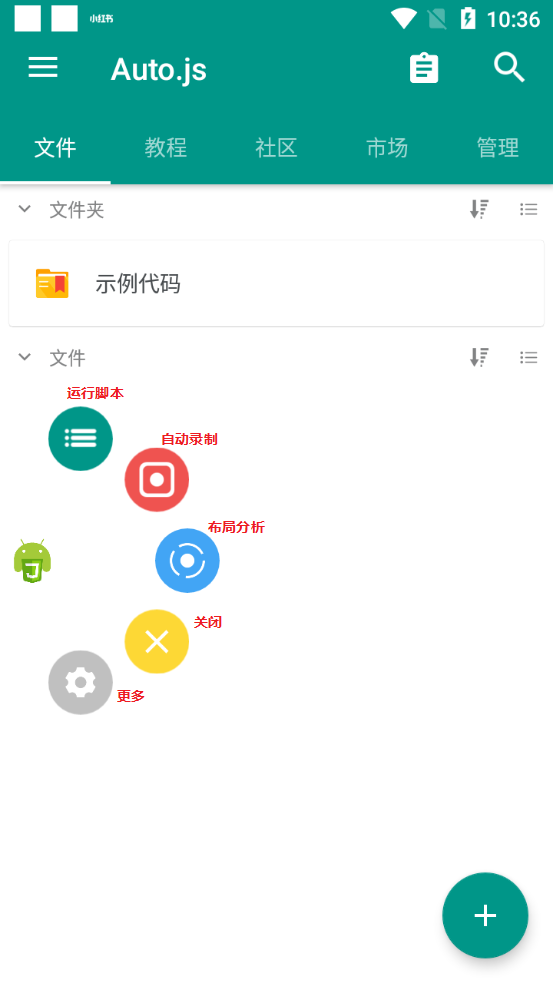 小红书 10:36
Auto.js
文件 教程 社区 市场 管理
文件夹
示例代码
文件
运行脚本
自动录制
布局分析
关闭
更多